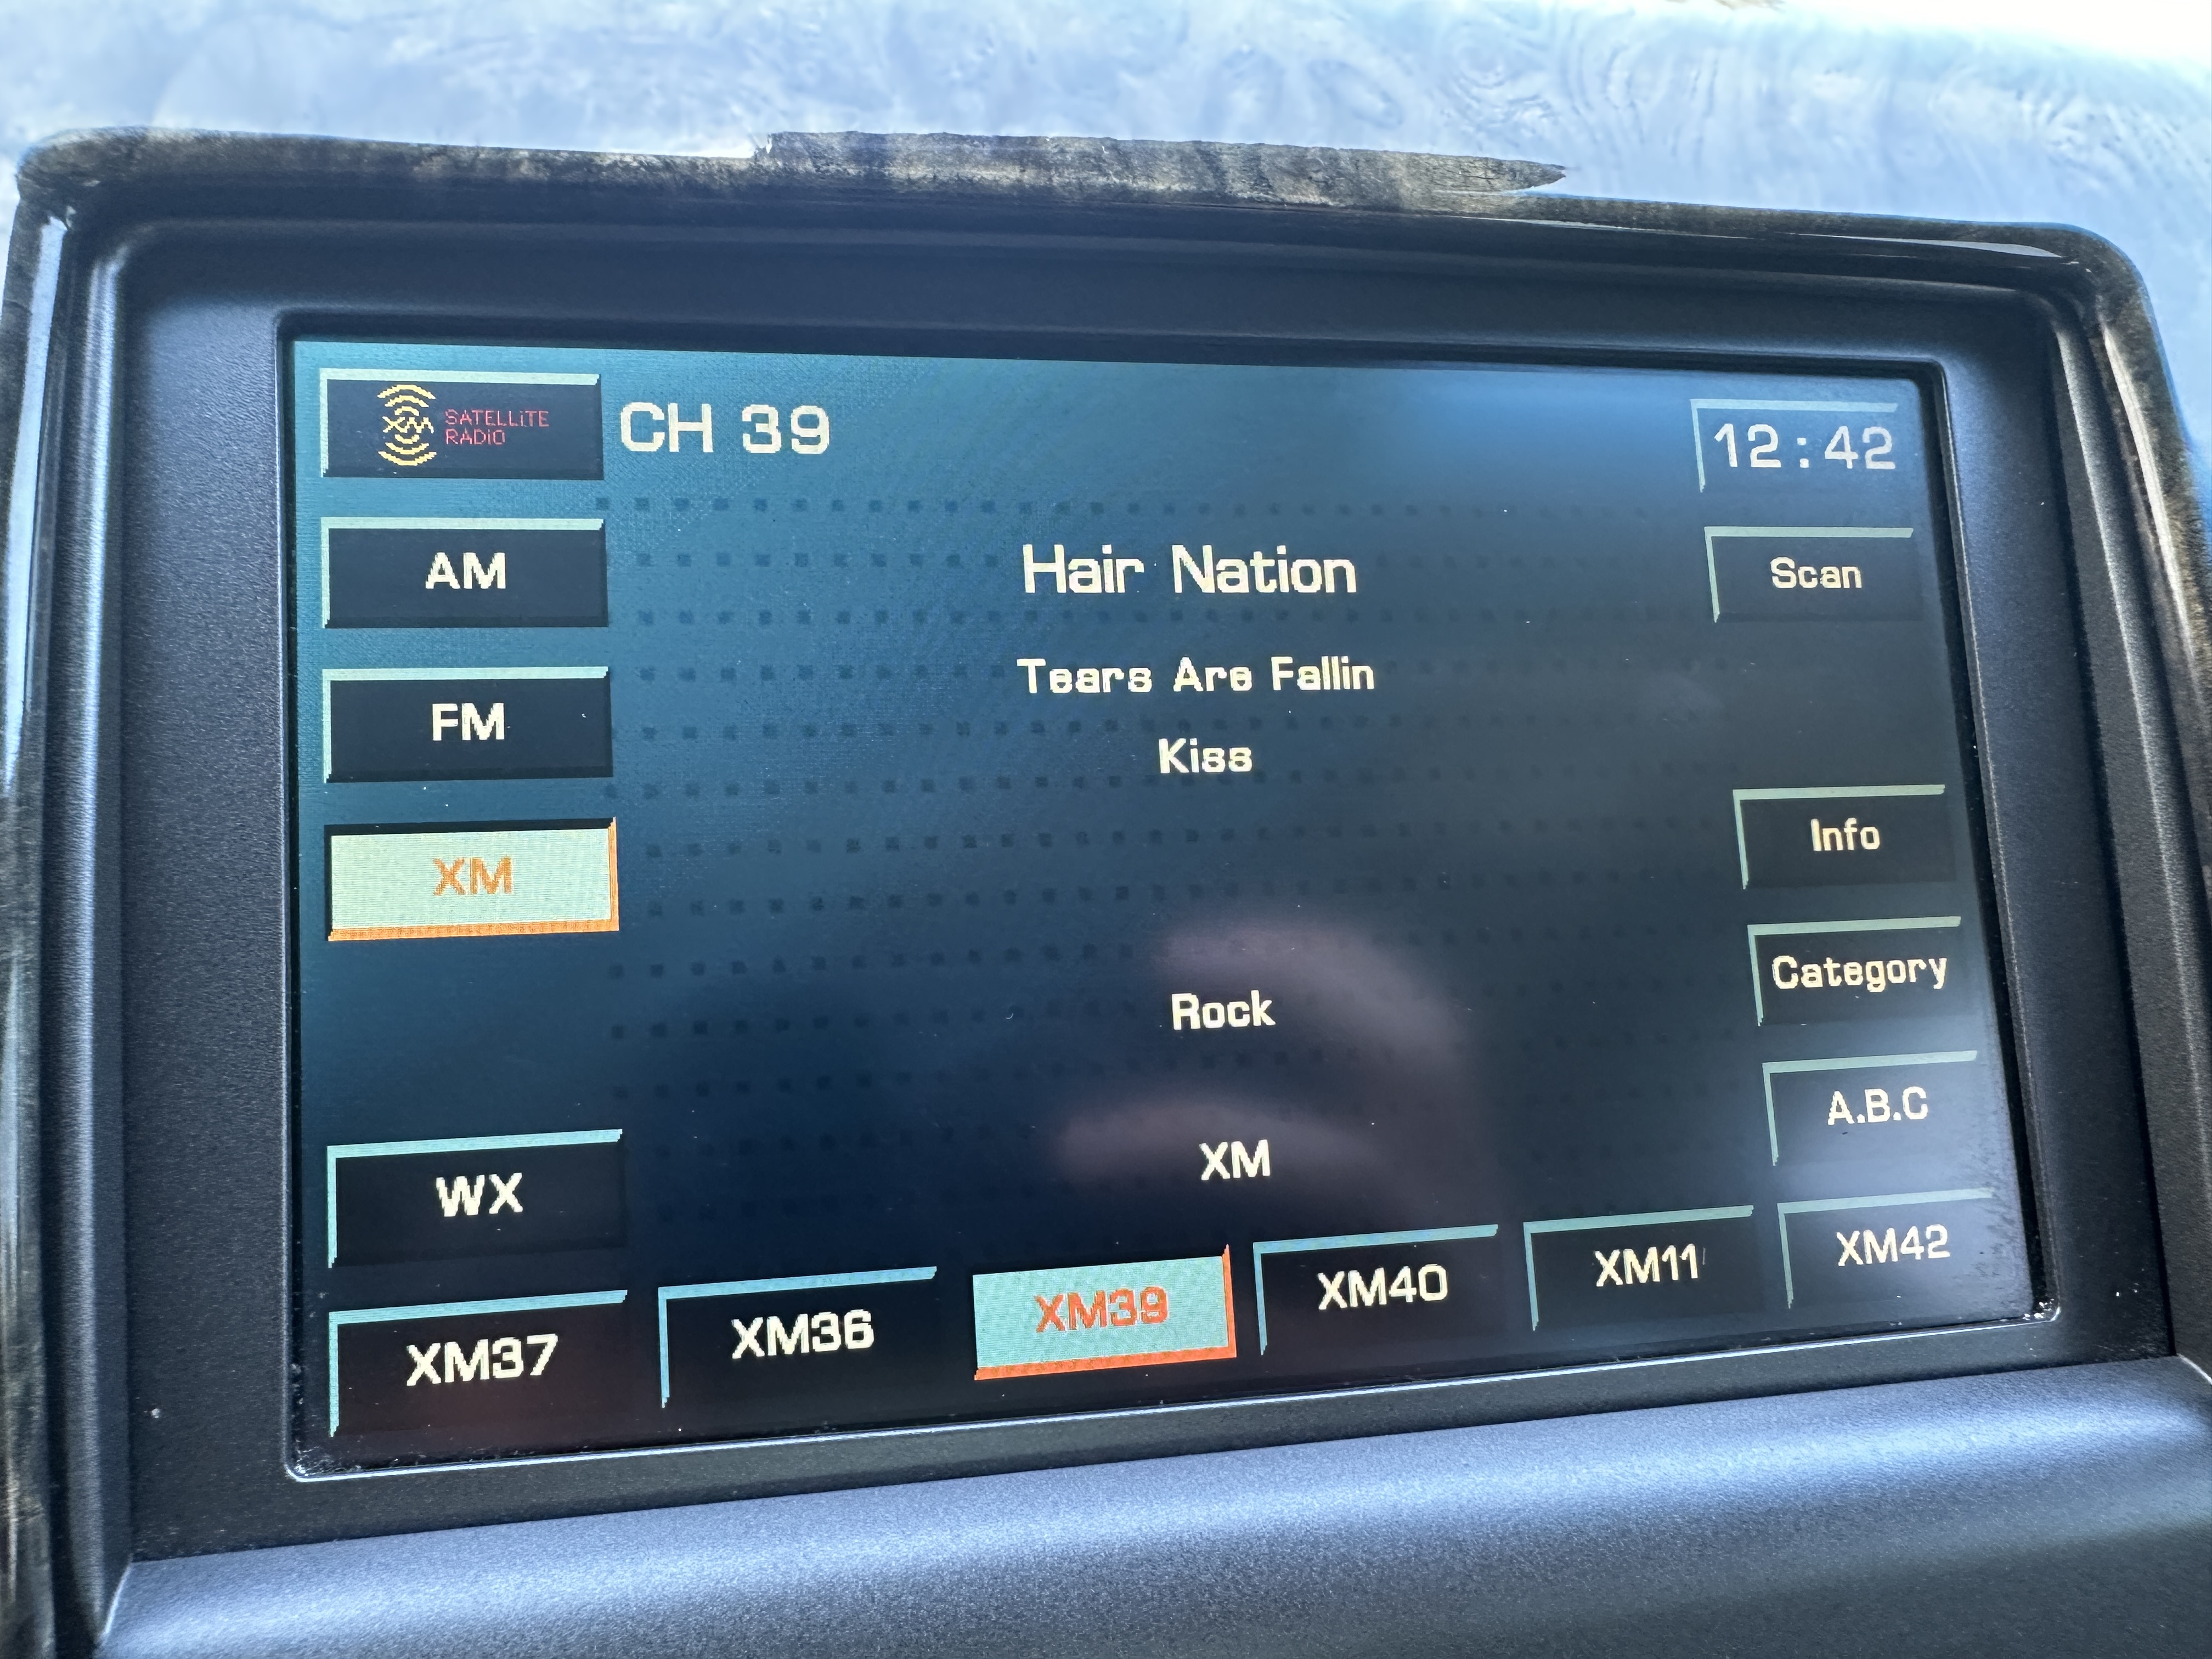 XM SATELLITE
RADIO
CH 39
12:42
AM
Hair Nation
Scan
Tears Are Fallin
FM
Kiss
Info
XM
Category
Rock
A.B.C
XM
WX
XM37
XM36
XM39
XM40
XM11
XM42